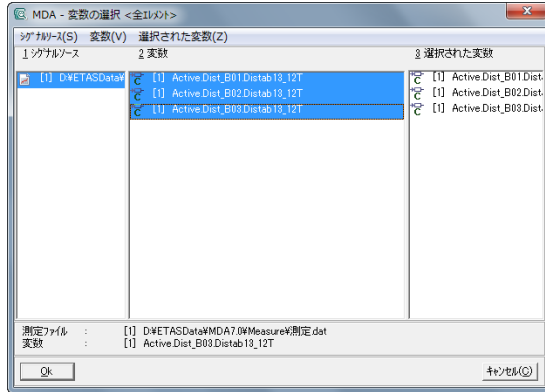 MDA - 変数の選択 <全ｴﾚﾒﾝﾄ>
ｼｸﾞﾅﾙｿｰｽ(S) 変数(V) 選択された変数(Z)
1 ｼｸﾞﾅﾙｿｰｽ 2 変数 3 選択された変数
[1] D:¥ETASData¥ [1] Active.Dist_B01.Distab13_12T [1] Active.Dist_B01.Dist
[1] Active.Dist_B02.Distab13_12T [1] Active.Dist_B02.Dist
[1] Active.Dist_B03.Distab13_12T [1] Active.Dist_B03.Dist
測定ﾌｧｲﾙ : [1] D:¥ETASData¥MDA7.0¥Measure¥測定.dat
変数 : [1] Active.Dist_B03.Distab13_12T
Ok ｷｬﾝｾﾙ(C)